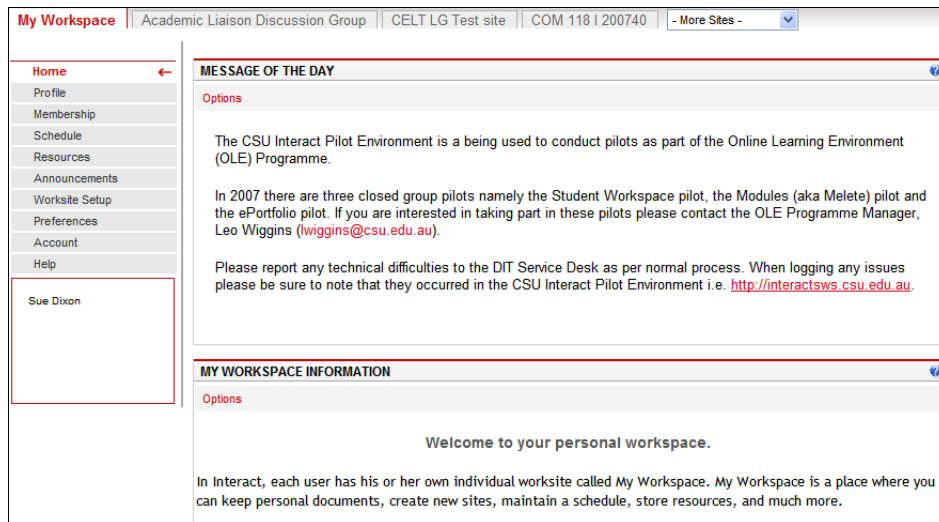 My Workspace Academic Liaison Discussion Group CELT LG Test site COM 118 I 200740 - More Sites -
Home
Profile
Membership
Schedule
Resources
Announcements
Worksite Setup
Preferences
Account
Help
Sue Dixon
MESSAGE OF THE DAY
Options
The CSU Interact Pilot Environment is a being used to conduct pilots as part of the Online Learning Environment
(OLE) Programme.
In 2007 there are three closed group pilots namely the Student Workspace pilot, the Modules (aka Melete) pilot and
the ePortfolio pilot. If you are interested in taking part in these pilots please contact the OLE Programme Manager,
Leo Wiggins (lwiggins@csu.edu.au).
Please report any technical difficulties to the DIT Service Desk as per normal process. When logging any issues
please be sure to note that they occurred in the CSU Interact Pilot Environment i.e. http://interactsws.csu.edu.au.
MY WORKSPACE INFORMATION
Options
Welcome to your personal workspace.
In Interact, each user has his or her own individual worksite called My Workspace. My Workspace is a place where you
can keep personal documents, create new sites, maintain a schedule, store resources, and much more.